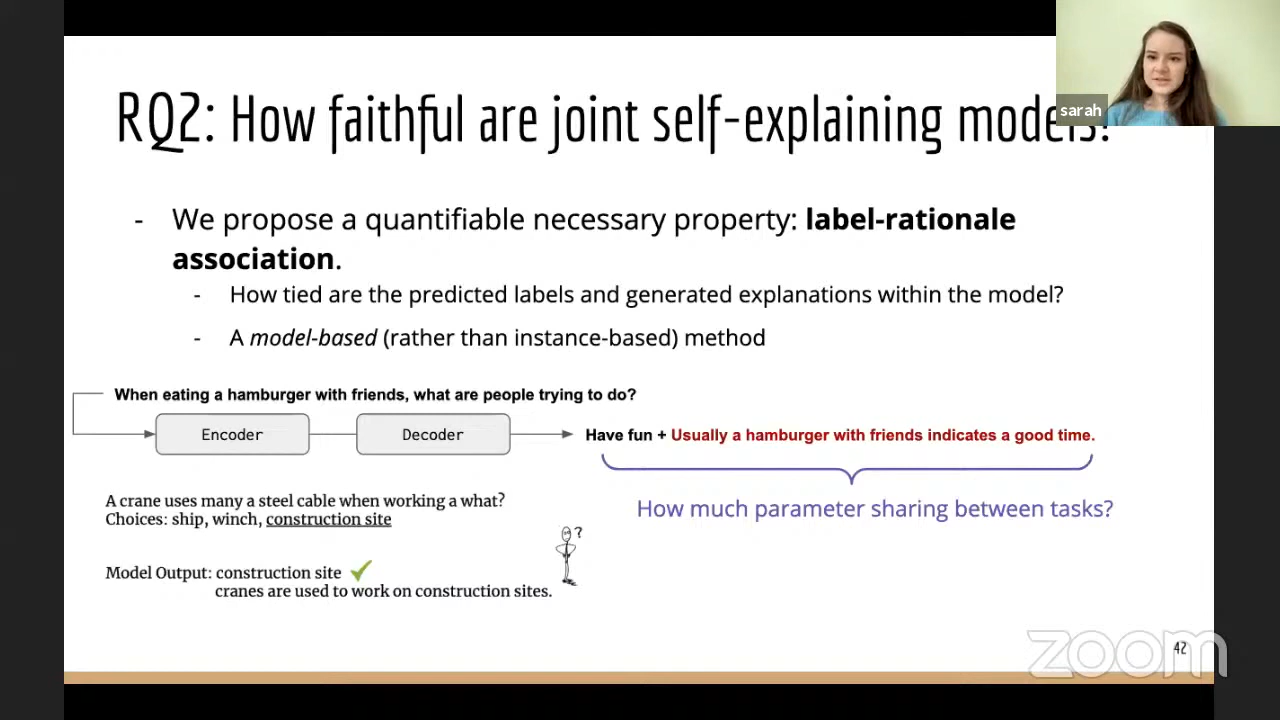 RQ2: How faithful are joint self-explaining models?
sarah
- We propose a quantifiable necessary property: label-rationale
association.
- How tied are the predicted labels and generated explanations within the model?
- A model-based (rather than instance-based) method
When eating a hamburger with friends, what are people trying to do?
Encoder
Decoder
Have fun + Usually a hamburger with friends indicates a good time.
A crane uses many a steel cable when working a what?
Choices: ship, winch, construction site
How much parameter sharing between tasks?
?
Model Output: construction site
cranes are used to work on construction sites.
zoom
42